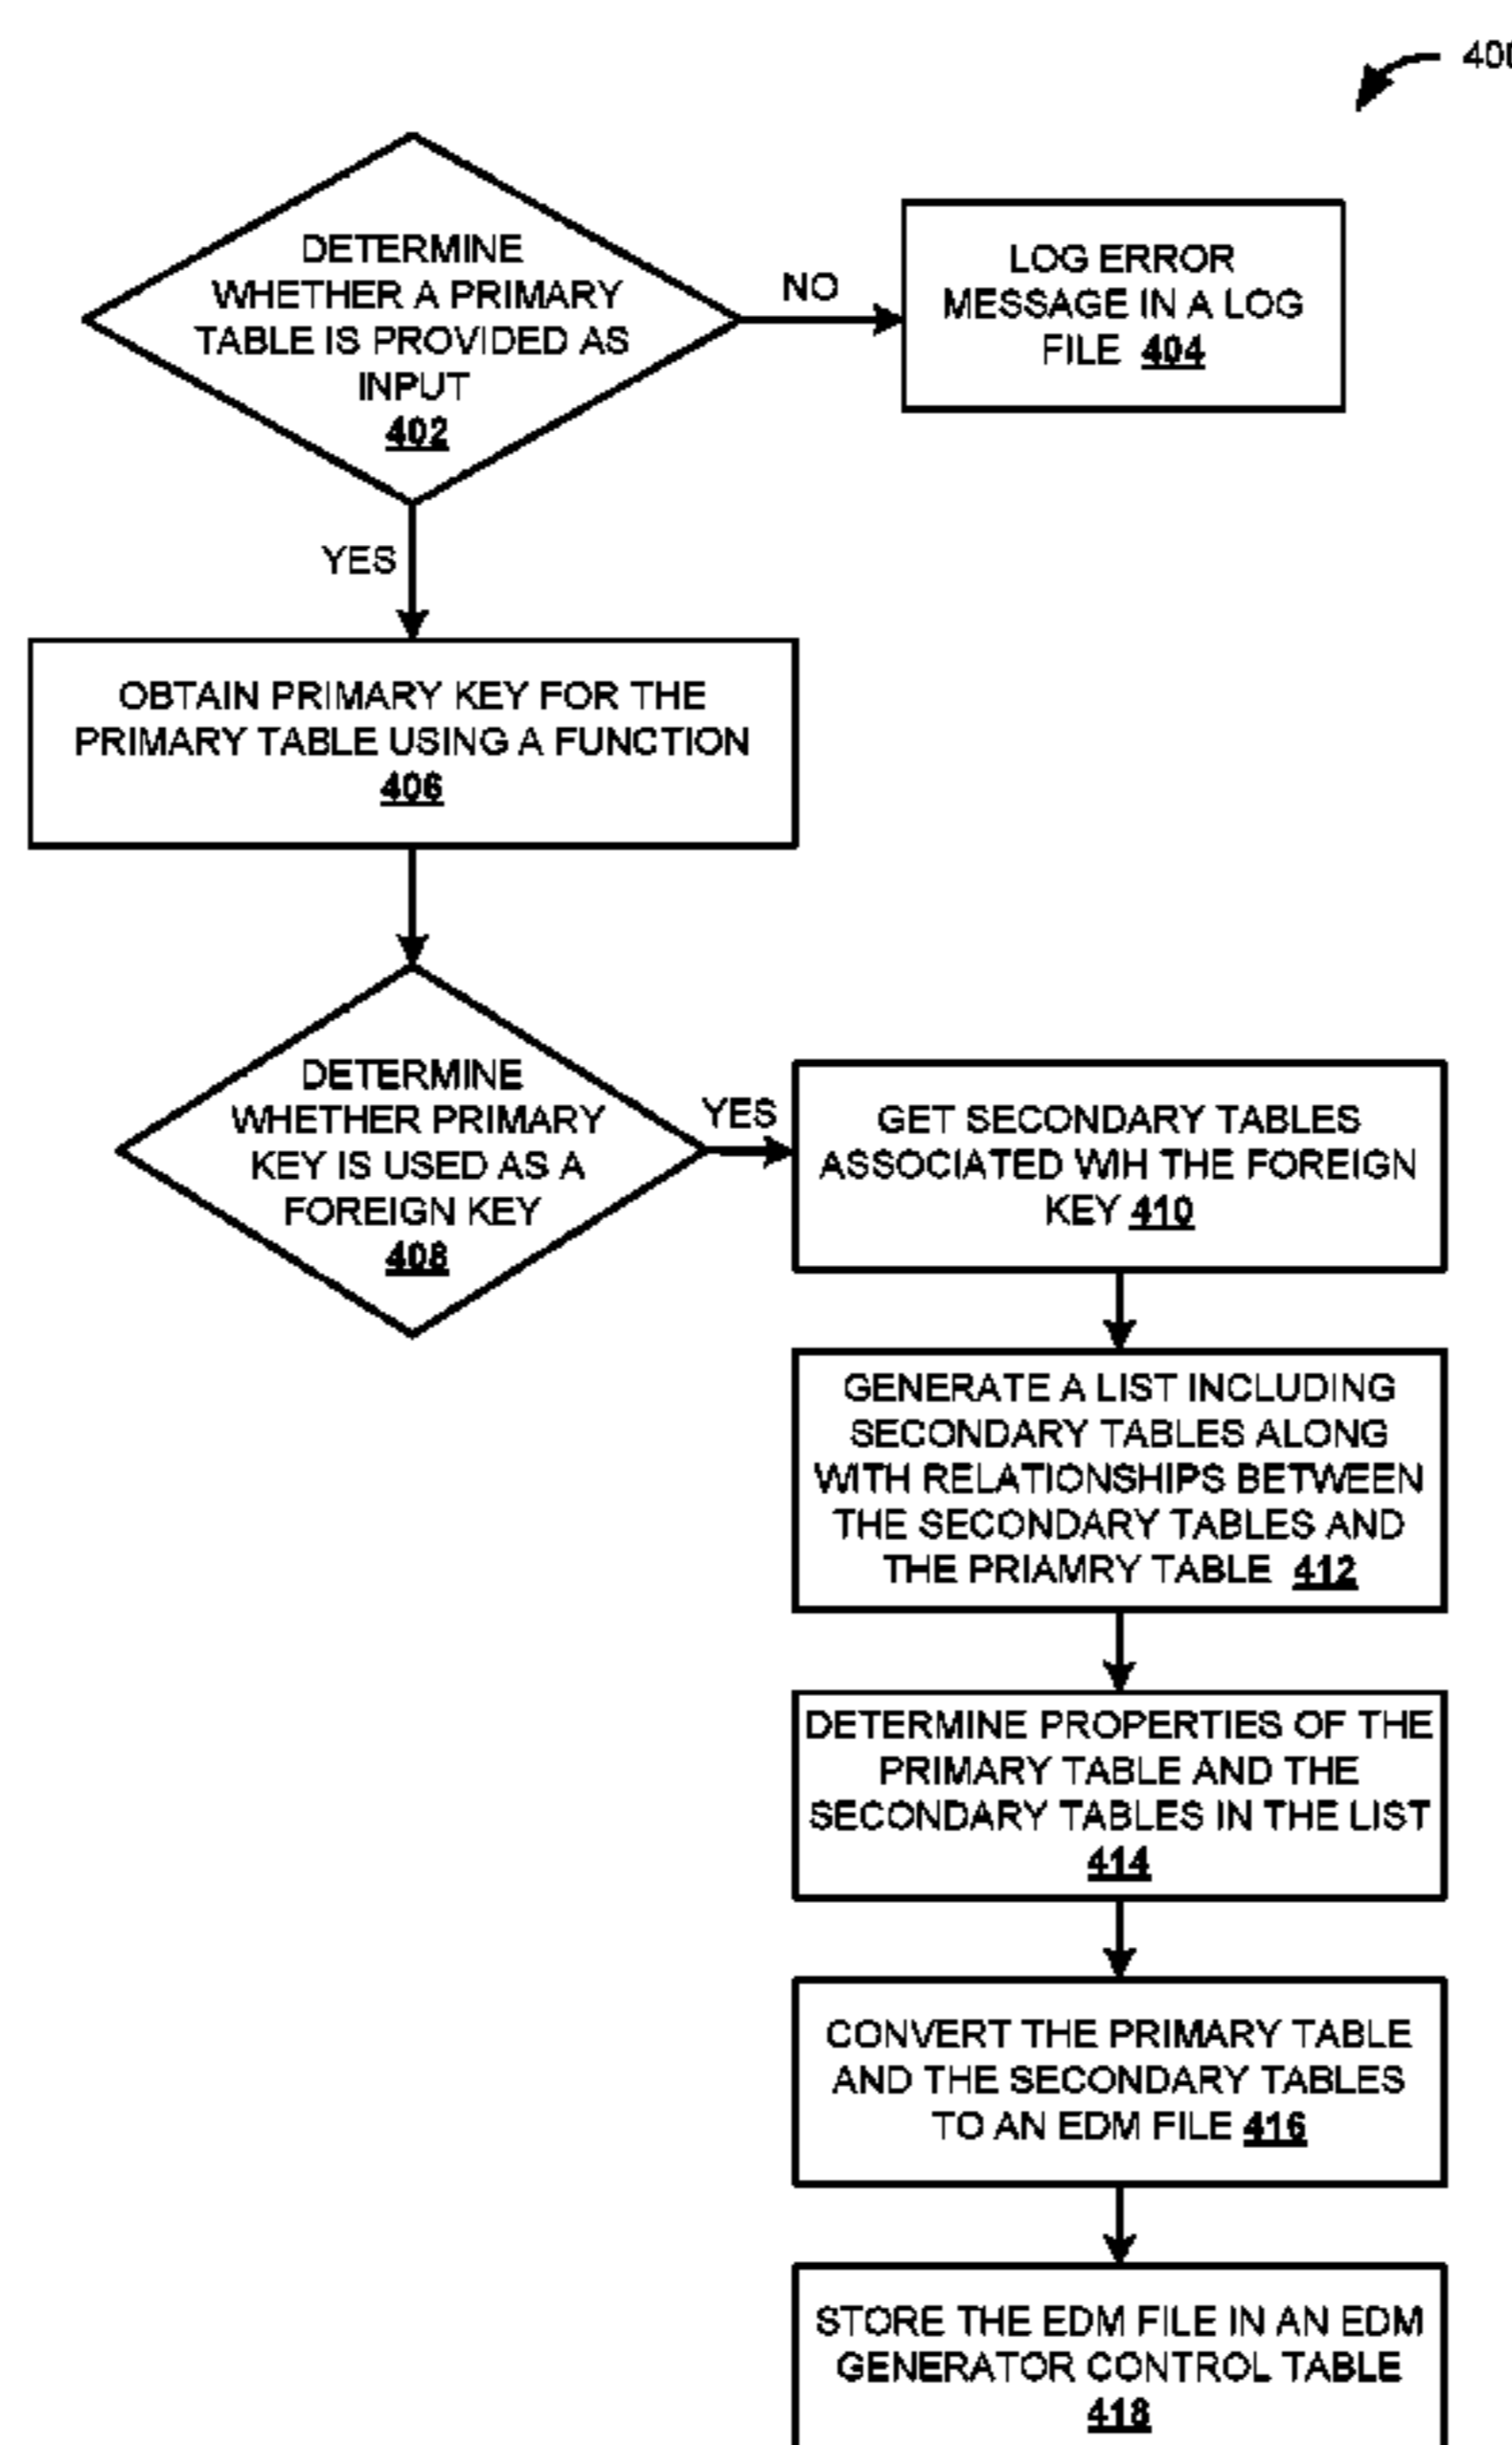 400
DETERMINE
WHETHER A PRIMARY
TABLE IS PROVIDED AS
INPUT
402
NO
LOG ERROR
MESSAGE IN A LOG
FILE 404
YES
OBTAIN PRIMARY KEY FOR THE
PRIMARY TABLE USING A FUNCTION
406
DETERMINE
WHETHER PRIMARY
KEY IS USED AS A
FOREIGN KEY
408
YES
GET SECONDARY TABLES
ASSOCIATED WIH THE FOREIGN
KEY 410
GENERATE A LIST INCLUDING
SECONDARY TABLES ALONG
WITH RELATIONSHIPS BETWEEN
THE SECONDARY TABLES AND
THE PRIAMRY TABLE 412
DETERMINE PROPERTIES OF THE
PRIMARY TABLE AND THE
SECONDARY TABLES IN THE LIST
414
CONVERT THE PRIMARY TABLE
AND THE SECONDARY TABLES
TO AN EDM FILE 416
STORE THE EDM FILE IN AN EDM
GENERATOR CONTROL TABLE
418